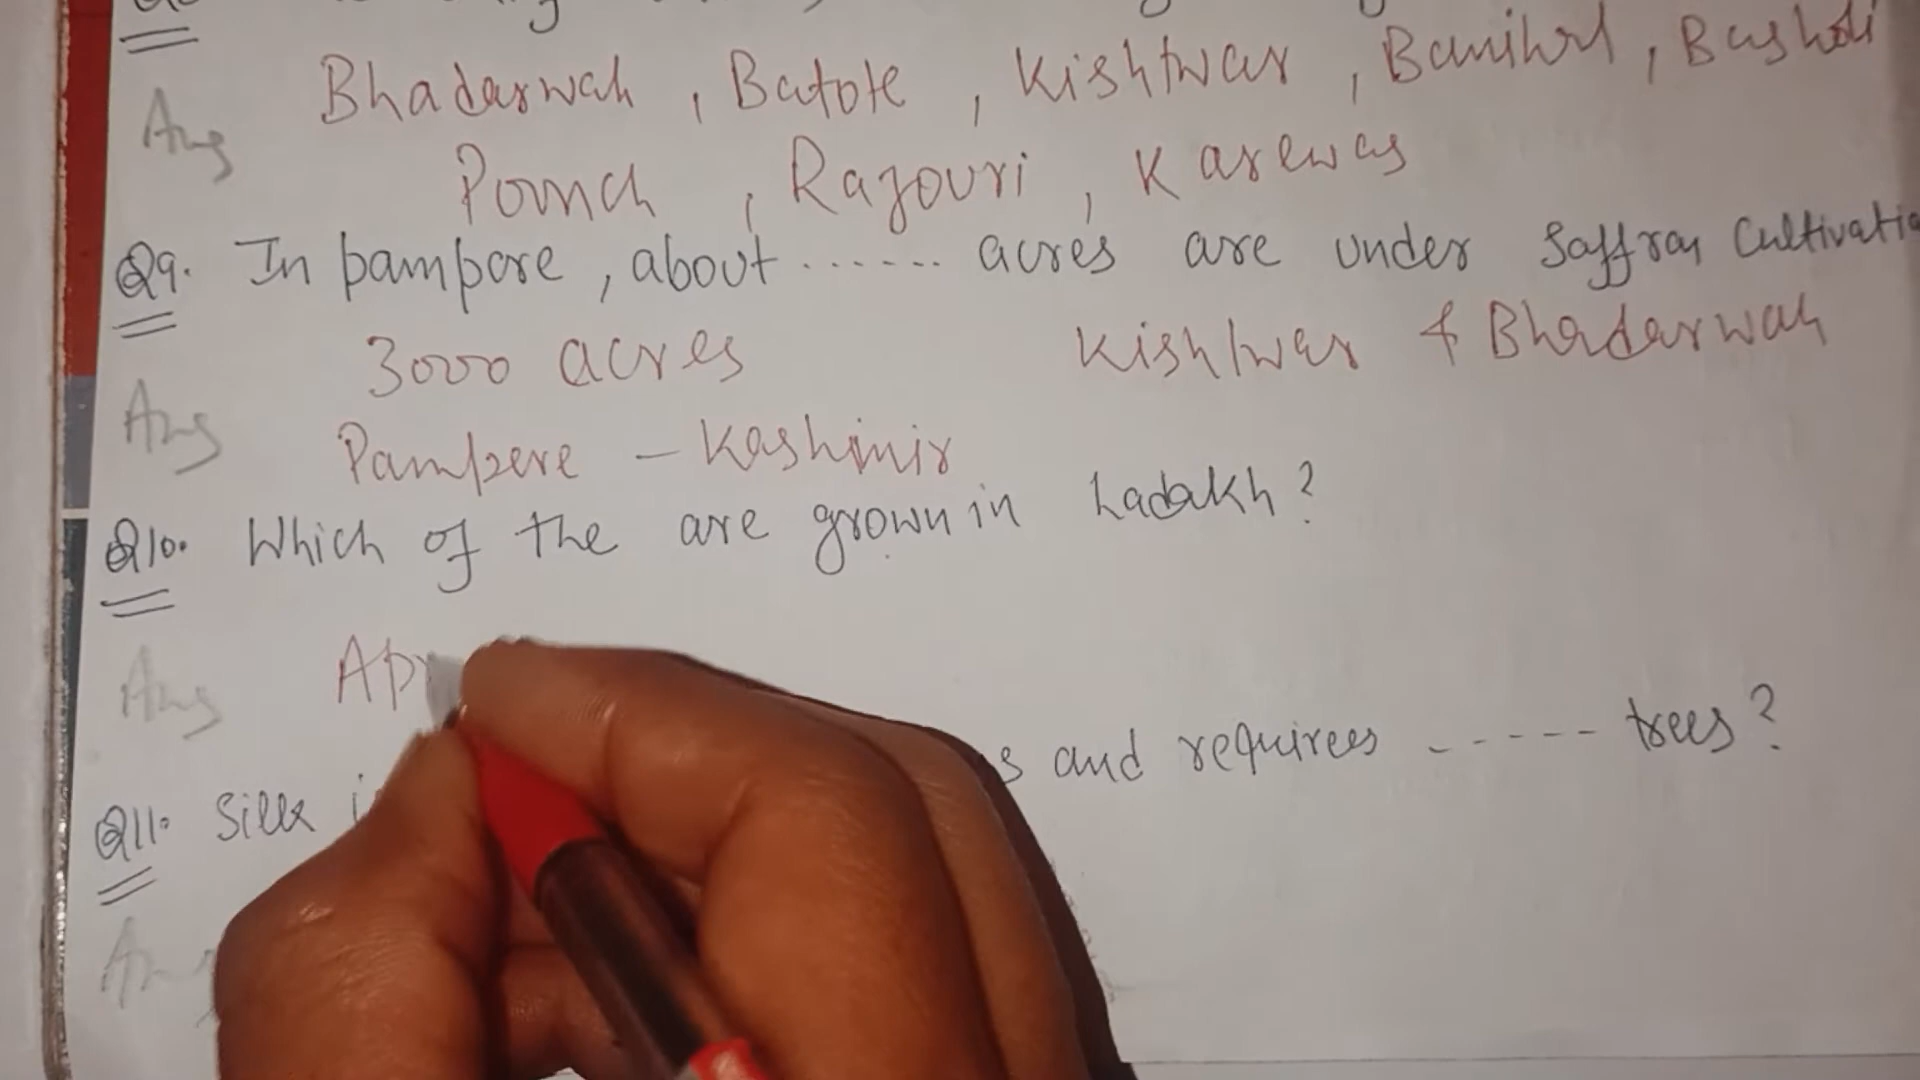 Ans Bhadarwah , Batote , Kishtwar , Banihal , Basholi
Poonch , Rajouri , Karewas
Q9. In pampore , about ...... acres are under Saffron Cultivatio
Ans 3000 acres Kishtwar & Bhadarwah
Pampere - Kashmir
Q10. Which of the are grown in Ladakh ?
Ans Ap
Q11. Silk i s and requirees ----- trees ?
An